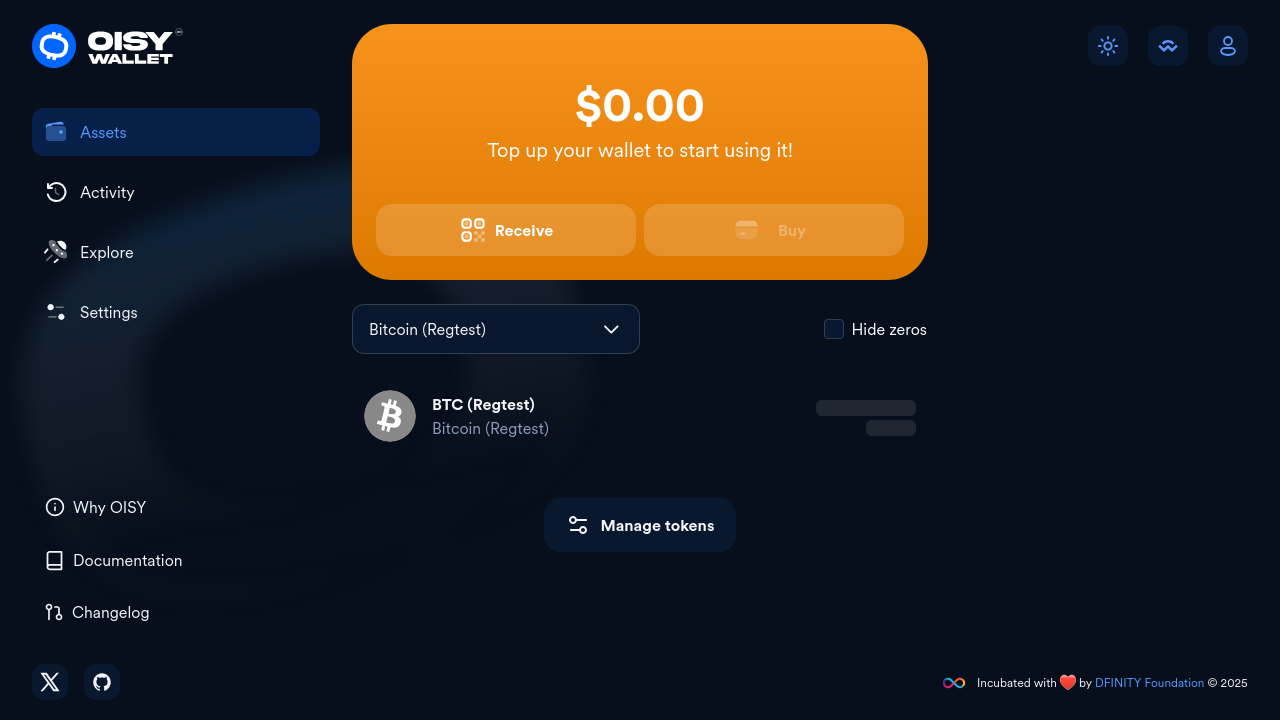 OISY
WALLET
Assets
Activity
Explore
Settings
Why OISY
Documentation
Changelog
$0.00
Top up your wallet to start using it!
Receive
Buy
Bitcoin (Regtest)
Hide zeros
BTC (Regtest)
Bitcoin (Regtest)
Manage tokens
Incubated with ❤️ by DFINITY Foundation © 2025